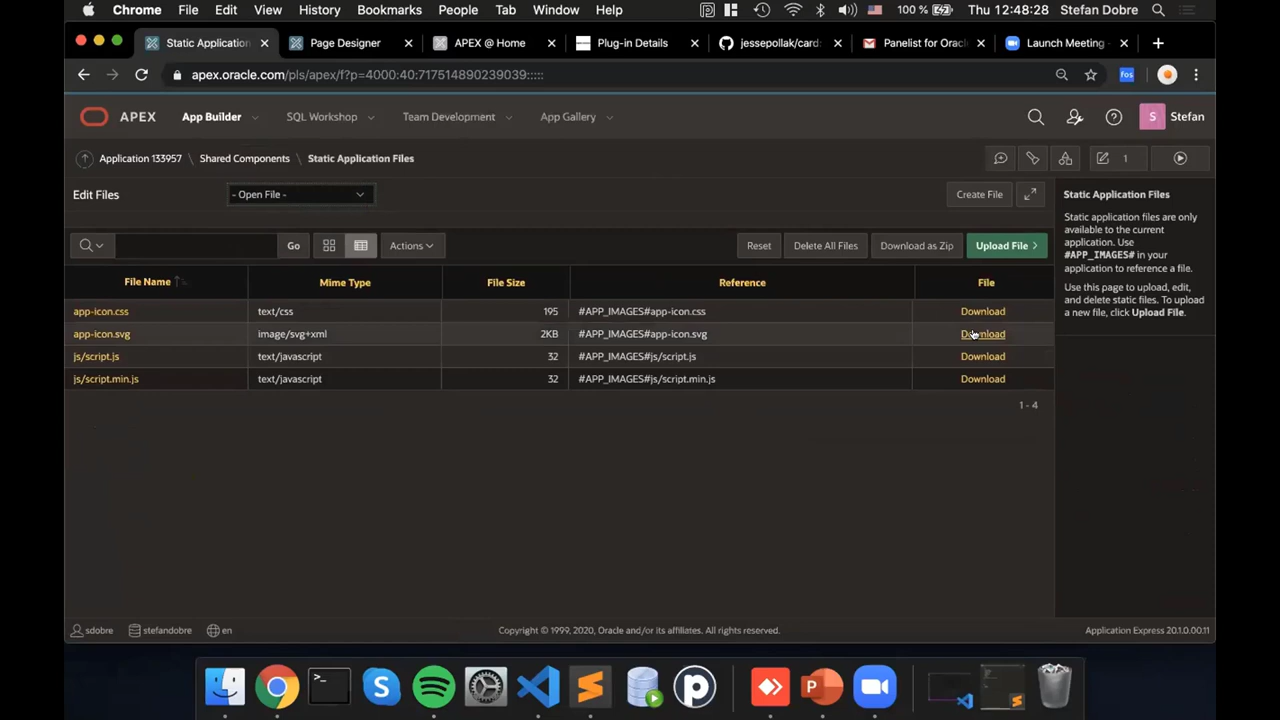 Chrome File Edit View History Bookmarks People Tab Window Help 100 % Thu 12:48:28 Stefan Dobre
Static Application Page Designer APEX @ Home Plug-in Details jessepollak/card Panelist for Oracl Launch Meeting
apex.oracle.com/pls/apex/f?p=4000:40:717514890239039::::: fos
APEX App Builder SQL Workshop Team Development App Gallery S Stefan
Application 133957 Shared Components Static Application Files 1
Edit Files - Open File - Create File
Go Actions Reset Delete All Files Download as Zip Upload File
File Name Mime Type File Size Reference File
app-icon.css text/css 195 #APP_IMAGES#app-icon.css Download
app-icon.svg image/svg+xml 2KB #APP_IMAGES#app-icon.svg Download
js/script.js text/javascript 32 #APP_IMAGES#js/script.js Download
js/script.min.js text/javascript 32 #APP_IMAGES#js/script.min.js Download
1 - 4
Static Application Files
Static application files are only
available to the current
application. Use
#APP_IMAGES# in your
application to reference a file.
Use this page to upload, edit,
and delete static files. To upload
a new file, click Upload File.
sdobre stefandobre en Copyright © 1999, 2020, Oracle and/or its affiliates. All rights reserved. Application Express 20.1.0.00.11